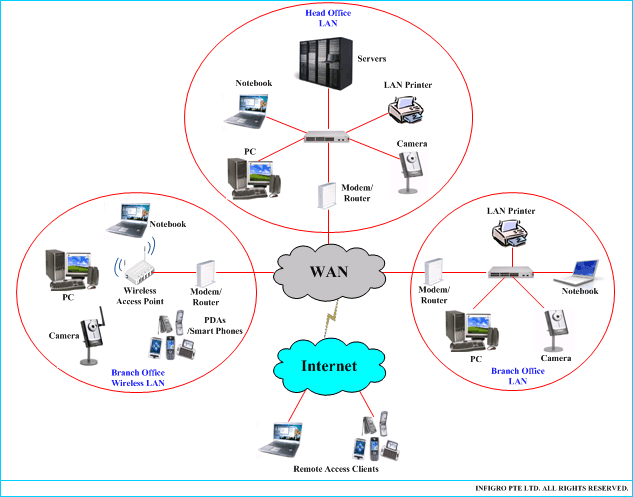 Head Office
LAN
Servers
Notebook
LAN Printer
PC
Camera
Modem/
Router
Notebook
PC
Wireless
Access Point
Modem/
Router
Camera
PDAs
/Smart Phones
Branch Office
Wireless LAN
WAN
LAN Printer
Modem/
Router
Notebook
PC
Camera
Branch Office
LAN
Internet
Remote Access Clients
INFIGRO PTE LTD. ALL RIGHTS RESERVED.